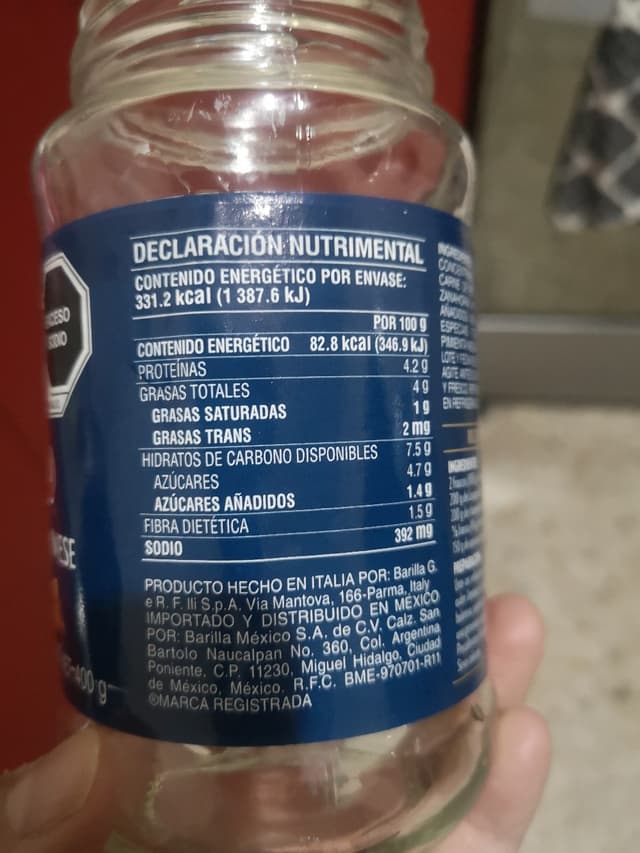 DECLARACIÓN NUTRIMENTAL
CONTENIDO ENERGÉTICO POR ENVASE:
331.2 kcal (1 387.6 kJ)
POR 100 g
CONTENIDO ENERGÉTICO 82.8 kcal (346.9 kJ)
PROTEÍNAS 4.2 g
GRASAS TOTALES 4 g
GRASAS SATURADAS 1 g
GRASAS TRANS 2 mg
HIDRATOS DE CARBONO DISPONIBLES 7.5 g
AZÚCARES 4.7 g
AZÚCARES AÑADIDOS 1.4 g
FIBRA DIETÉTICA 1.5 g
SODIO 392 mg
PRODUCTO HECHO EN ITALIA POR: Barilla G.
e R. F. lli S.p.A. Via Mantova, 166-Parma, Italy
IMPORTADO Y DISTRIBUIDO EN MÉXICO
POR: Barilla México S.A. de C.V. Calz. San
Bartolo Naucalpan No. 360, Col. Argentina
Poniente. C.P. 11230, Miguel Hidalgo, Ciudad
de México, México. R.F.C. BME-970701-R11
®MARCA REGISTRADA
400 g